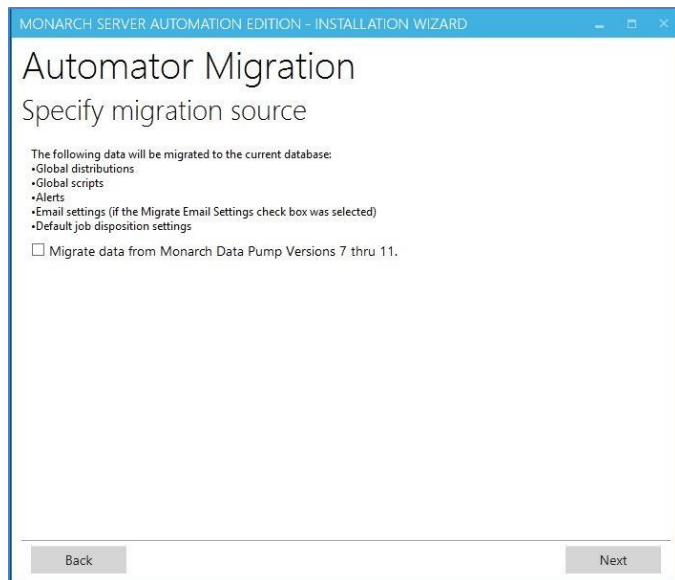 MONARCH SERVER AUTOMATION EDITION - INSTALLATION WIZARD
Automator Migration
Specify migration source
The following data will be migrated to the current database:
•Global distributions
•Global scripts
•Alerts
•Email settings (if the Migrate Email Settings check box was selected)
•Default job disposition settings
Migrate data from Monarch Data Pump Versions 7 thru 11.
Back Next